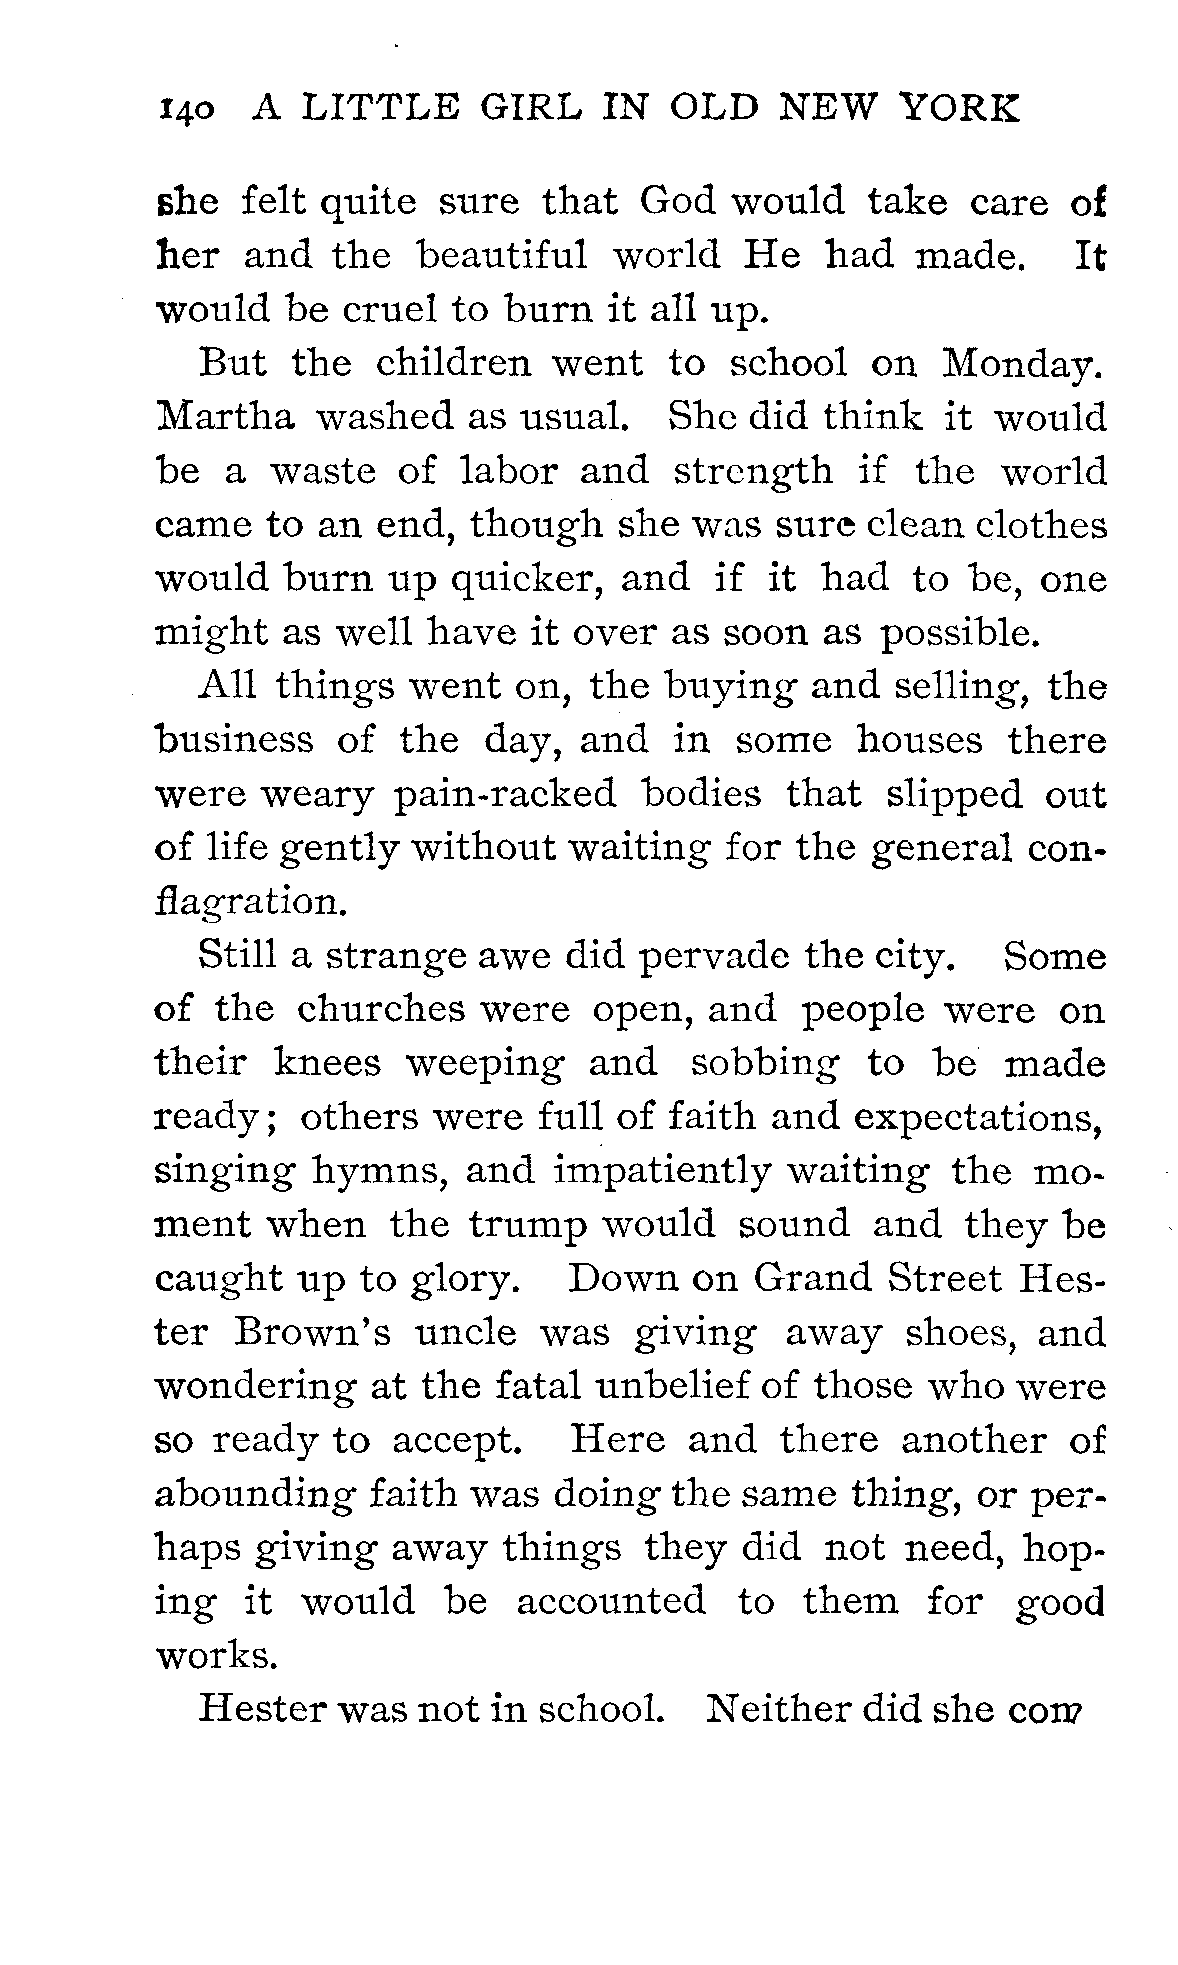 140 A LITTLE GIRL IN OLD NEW YORK
she felt quite sure that God would take care of
her and the beautiful world He had made. It
would be cruel to burn it all up.
But the children went to school on Monday.
Martha washed as usual. She did think it would
be a waste of labor and strength if the world
came to an end, though she was sure clean clothes
would burn up quicker, and if it had to be, one
might as well have it over as soon as possible.
All things went on, the buying and selling, the
business of the day, and in some houses there
were weary pain-racked bodies that slipped out
of life gently without waiting for the general con-
flagration.
Still a strange awe did pervade the city. Some
of the churches were open, and people were on
their knees weeping and sobbing to be made
ready; others were full of faith and expectations,
singing hymns, and impatiently waiting the mo-
ment when the trump would sound and they be
caught up to glory. Down on Grand Street Hes-
ter Brown's uncle was giving away shoes, and
wondering at the fatal unbelief of those who were
so ready to accept. Here and there another of
abounding faith was doing the same thing, or per-
haps giving away things they did not need, hop-
ing it would be accounted to them for good
works.
Hester was not in school. Neither did she